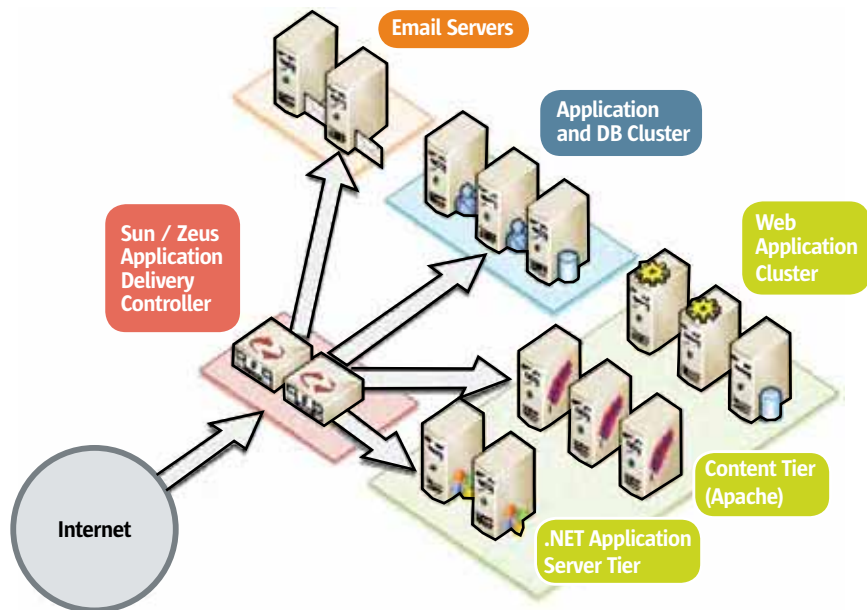 Email Servers
Application
and DB Cluster
Sun / Zeus
Application
Delivery
Controller
Web
Application
Cluster
Content Tier
(Apache)
.NET Application
Server Tier
Internet